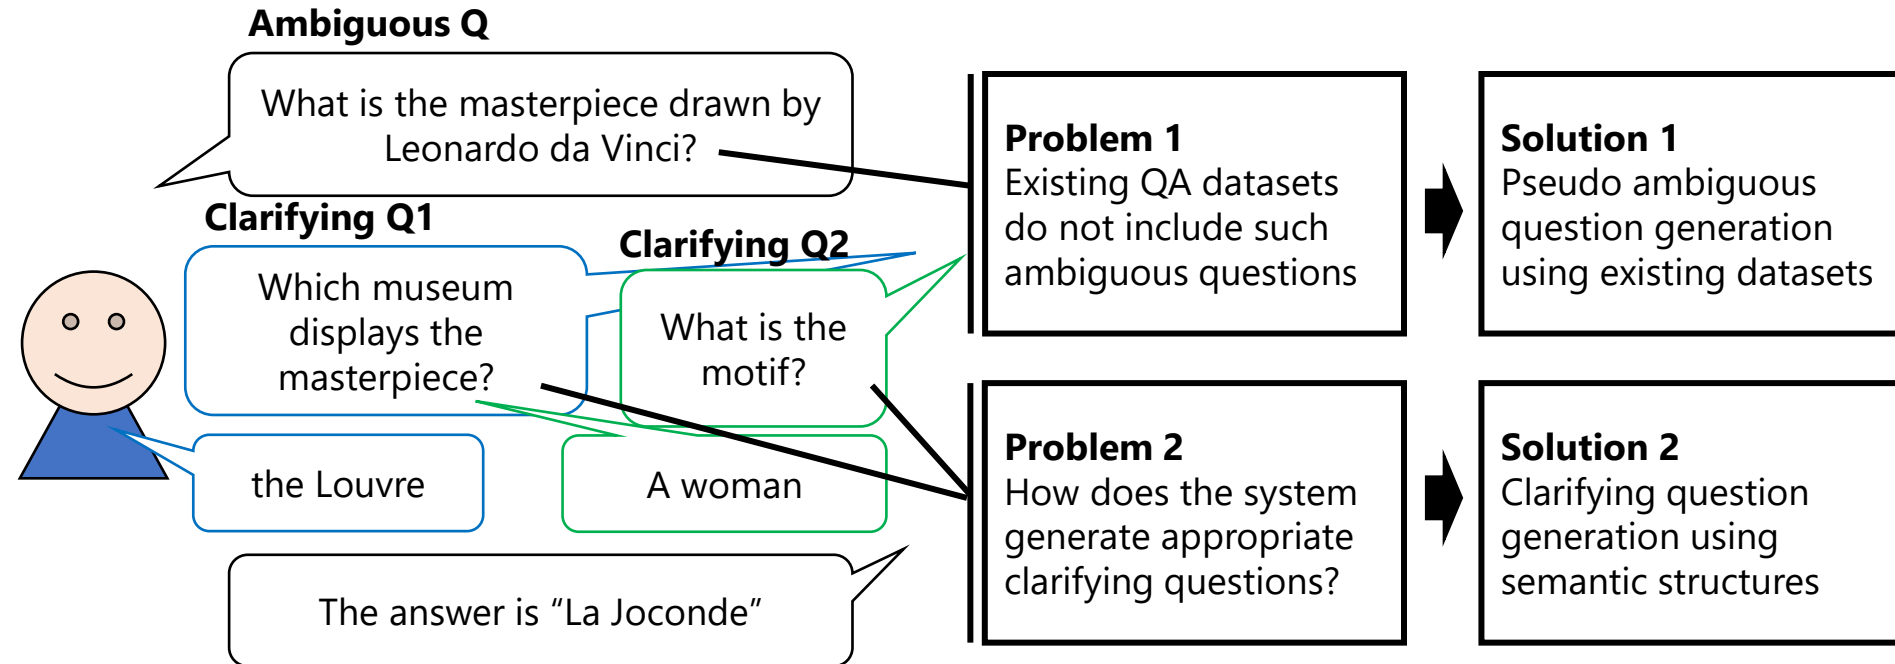 Ambiguous Q
What is the masterpiece drawn by
Leonardo da Vinci?
Clarifying Q1
Which museum
displays the
masterpiece?
Clarifying Q2
What is the
motif?
the Louvre
A woman
The answer is “La Joconde”
Problem 1
Existing QA datasets
do not include such
ambiguous questions
Solution 1
Pseudo ambiguous
question generation
using existing datasets
Problem 2
How does the system
generate appropriate
clarifying questions?
Solution 2
Clarifying question
generation using
semantic structures